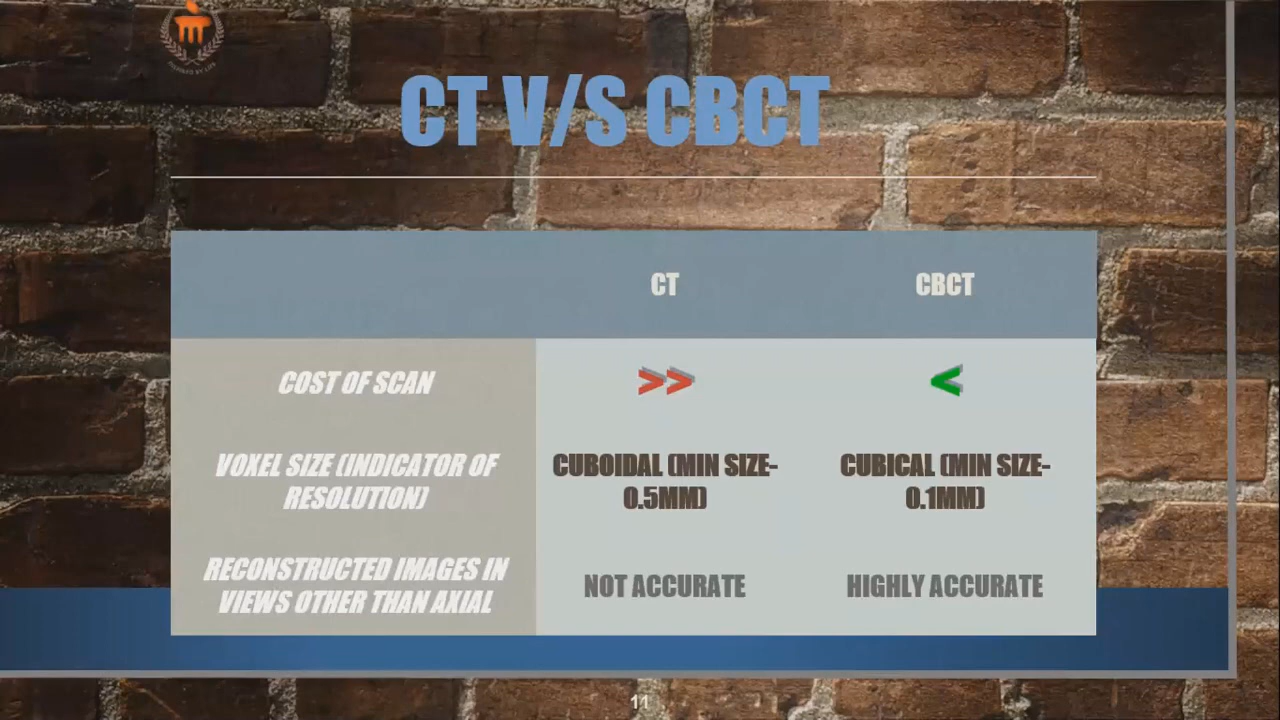 CT V/S CBCT
CT
CBCT
COST OF SCAN
>>
<
VOXEL SIZE (INDICATOR OF
RESOLUTION)
CUBOIDAL (MIN SIZE-
0.5MM)
CUBICAL (MIN SIZE-
0.1MM)
RECONSTRUCTED IMAGES IN
VIEWS OTHER THAN AXIAL
NOT ACCURATE
HIGHLY ACCURATE
11